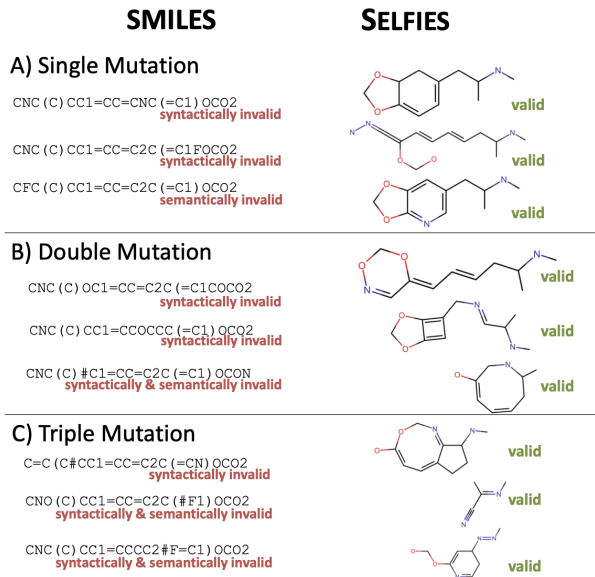 SMILES SELFIES
A) Single Mutation
CNC(C)CC1=CC=CNC(=C1)OCO2
syntactically invalid
valid
CNC(C)CC1=CC=C2C(=C1FOCO2
syntactically invalid
valid
CFC(C)CC1=CC=C2C(=C1)OCO2
semantically invalid
valid
B) Double Mutation
CNC(C)OC1=CC=C2C(=C1COCO2
syntactically invalid
valid
CNC(C)CC1=CCOCCC(=C1)OCO2
syntactically invalid
valid
CNC(C)#C1=CC=C2C(=C1)OCON
syntactically & semantically invalid
valid
C) Triple Mutation
C=C(C#CC1=CC=C2C(=CN)OCO2
syntactically invalid
valid
CNO(C)CC1=CC=C2C(#F1)OCO2
syntactically & semantically invalid
valid
CNC(C)CC1=CCCC2#F=C1)OCO2
syntactically & semantically invalid
valid